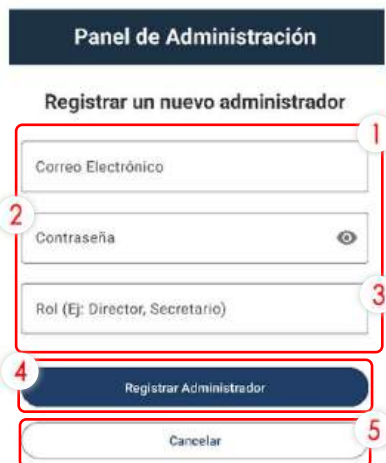 Panel de Administración
Registrar un nuevo administrador
1
Correo Electrónico
2
Contraseña
3
Rol (Ej: Director, Secretario)
4
Registrar Administrador
5
Cancelar